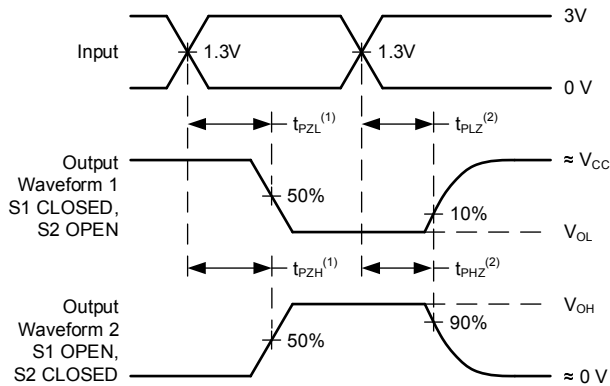 3V
Input
1.3V
1.3V
0 V
tPZL(1)
tPLZ(2)
Output
Waveform 1
S1 CLOSED,
S2 OPEN
≈ VCC
50%
10%
VOL
tPZH(1)
tPHZ(2)
Output
Waveform 2
S1 OPEN,
S2 CLOSED
VOH
50%
90%
≈ 0 V